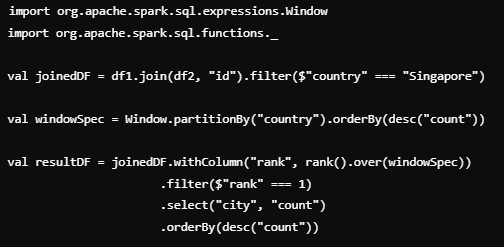 import org.apache.spark.sql.expressions.Window
import org.apache.spark.sql.functions._
val joinedDF = df1.join(df2, "id").filter($"country" === "Singapore")
val windowSpec = Window.partitionBy("country").orderBy(desc("count"))
val resultDF = joinedDF.withColumn("rank", rank().over(windowSpec))
.filter($"rank" === 1)
.select("city", "count")
.orderBy(desc("count"))